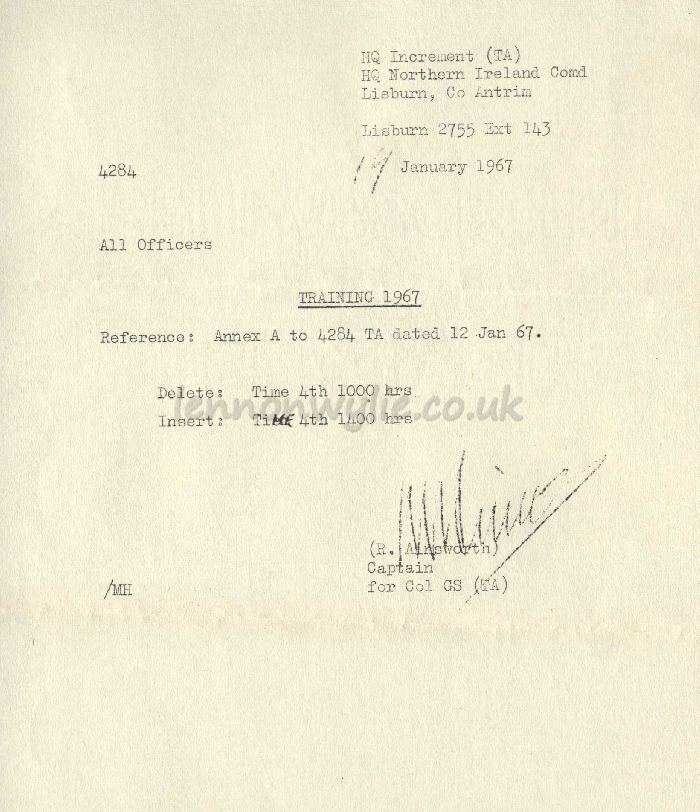 HQ Increment (TA)
HQ Northern Ireland Comd
Lisburn, Co Antrim
Lisburn 2755 Ext 143
4284
January 1967
All Officers
TRAINING 1967
Reference: Annex A to 4284 TA dated 12 Jan 67.
Delete: Time 4th 1000 hrs
lennonwylie.co.uk
Insert: TiME 4th 1400 hrs
(R. Ainsworth)
Captain
/MH
for Col GS (TA)